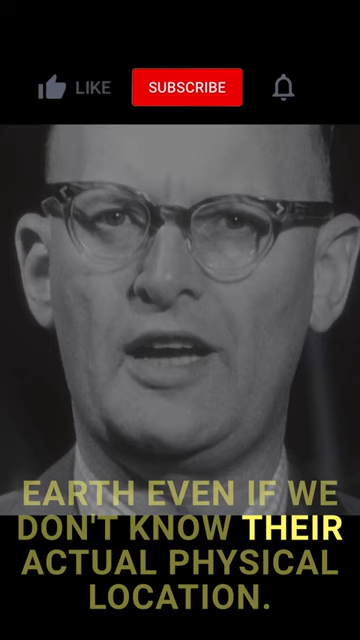 LIKE
SUBSCRIBE
EARTH EVEN IF WE
DON'T KNOW THEIR
ACTUAL PHYSICAL
LOCATION.